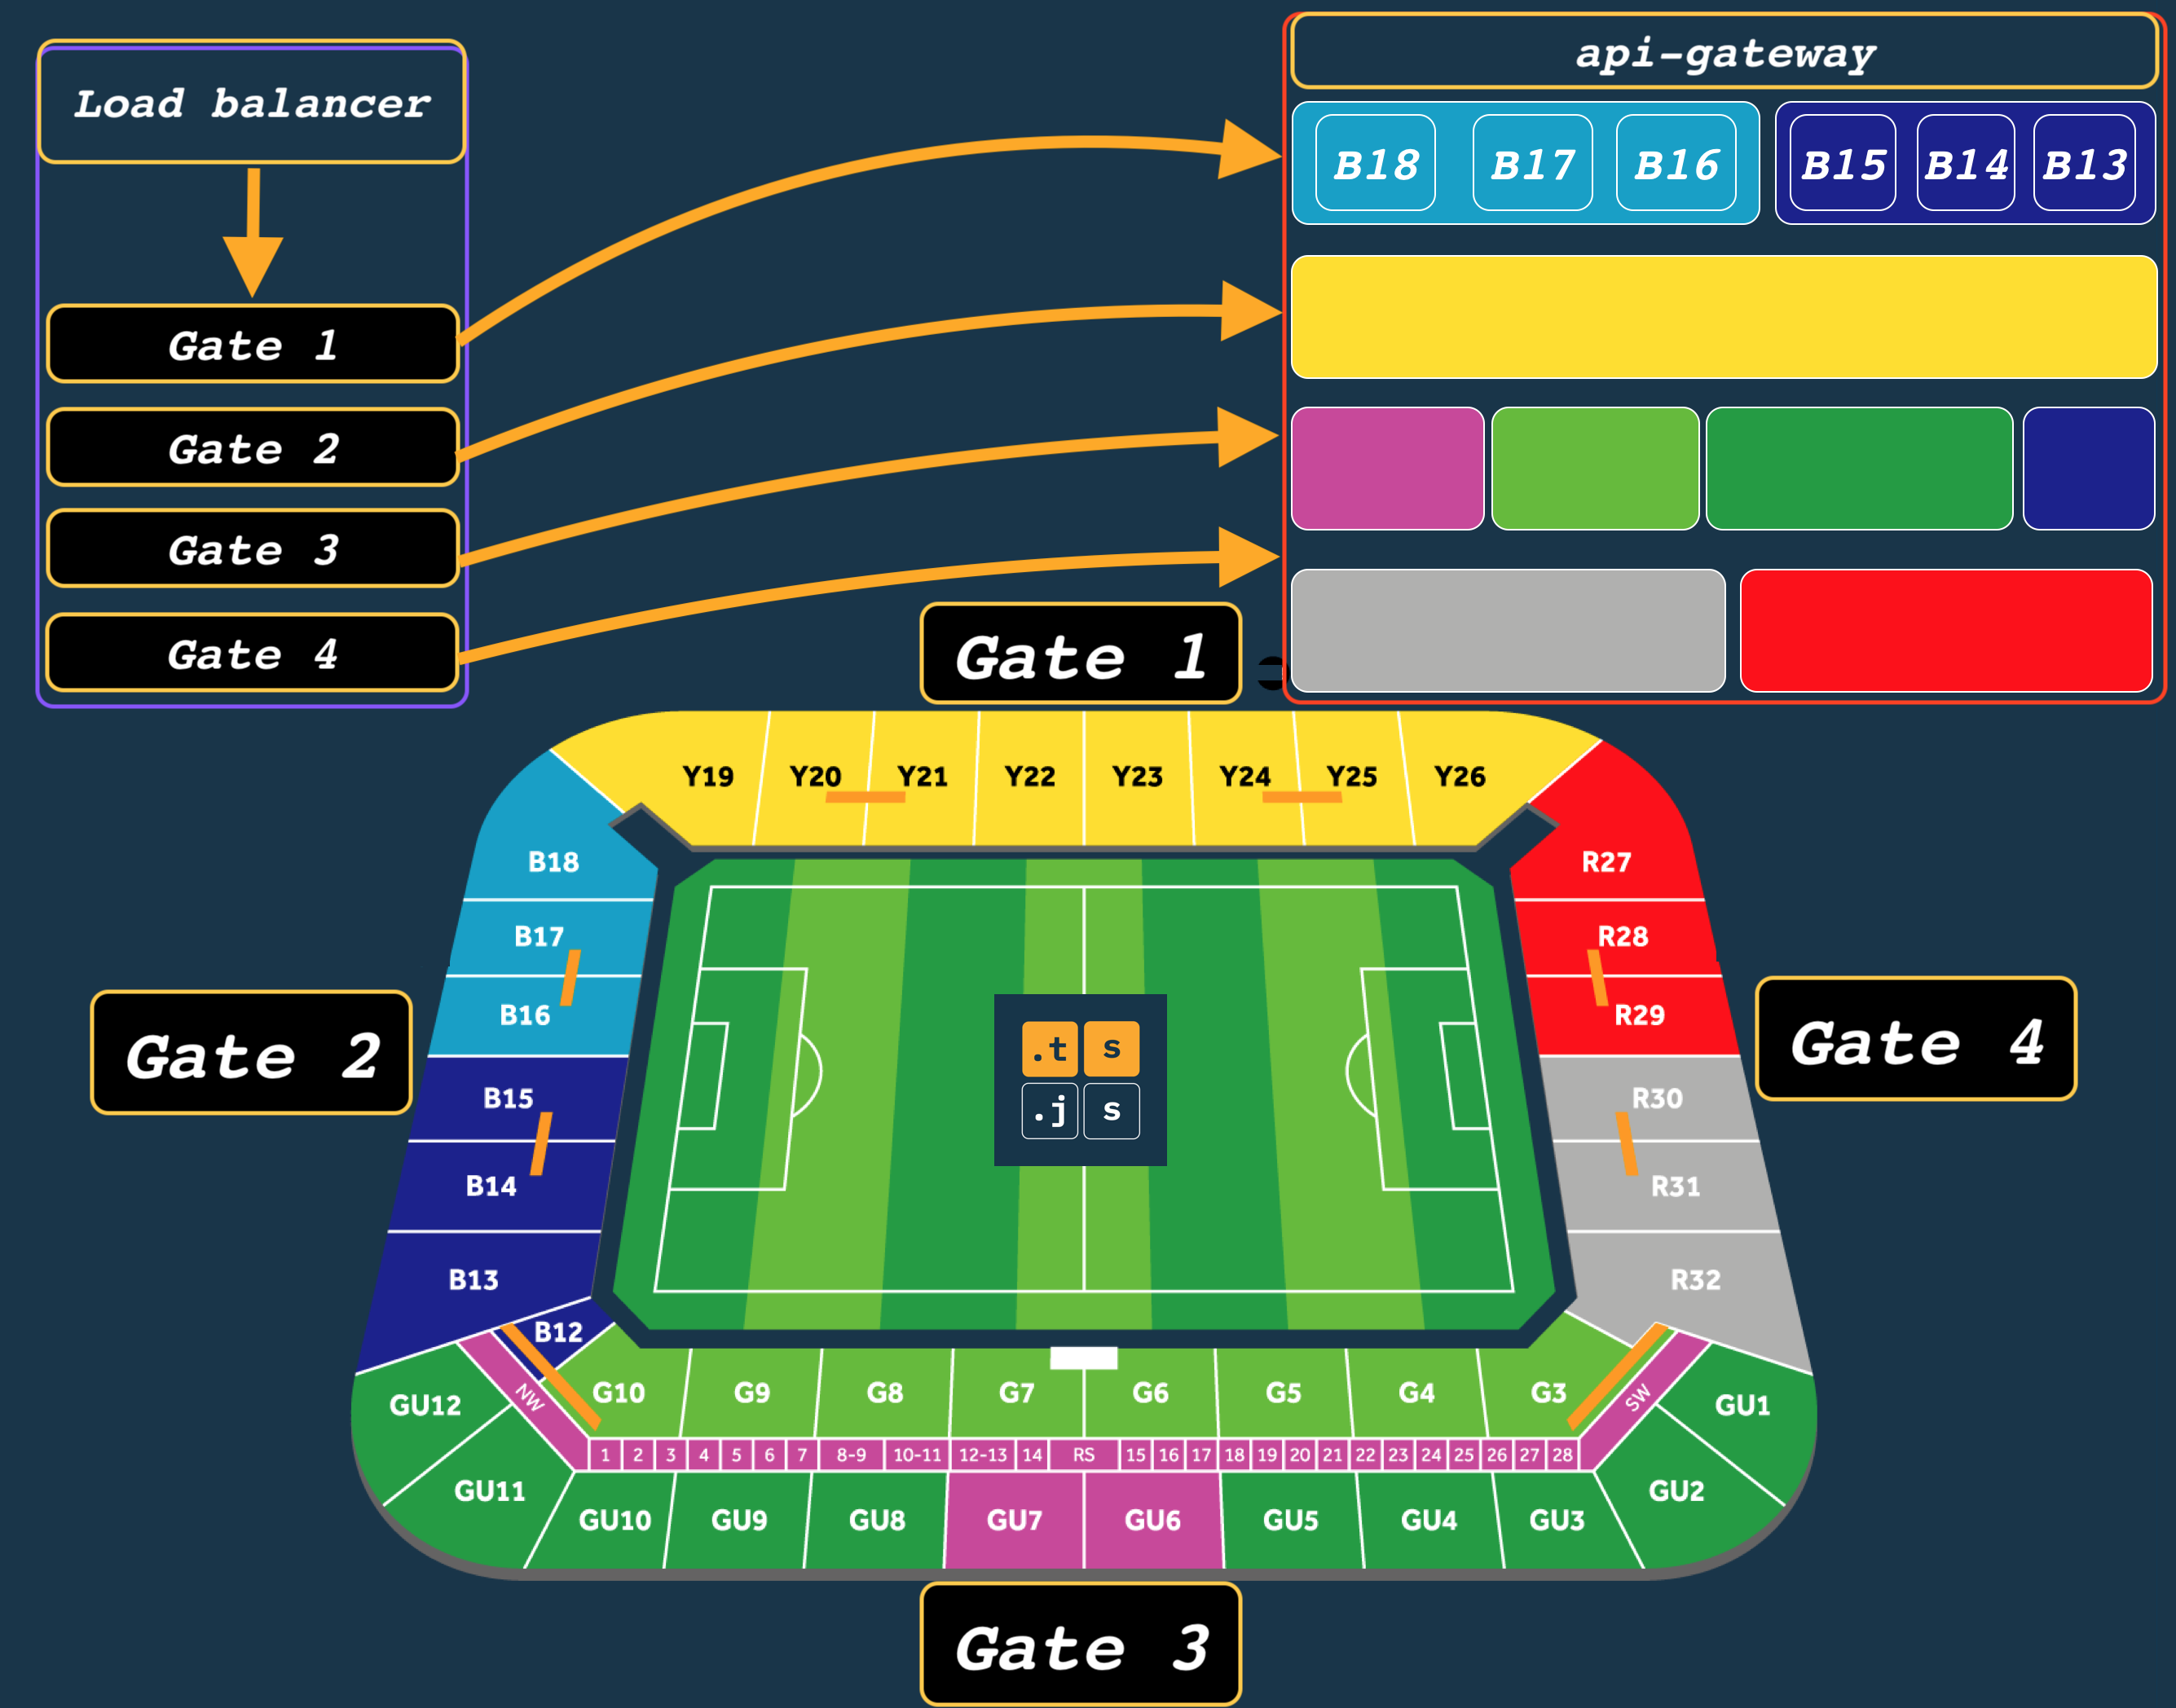 Load balancer
Gate 1
Gate 2
Gate 3
Gate 4
api-gateway
B18 B17 B16 B15 B14 B13
Gate 1
Y19 Y20 Y21 Y22 Y23 Y24 Y25 Y26
B18
B17
B16
B15
B14
B13
B12
R27
R28
R29
R30
R31
R32
Gate 2
Gate 4
.t s
.j s
GU12 NW G10 G9 G8 G7 G6 G5 G4 G3 SW GU1
1 2 3 4 5 6 7 8-9 10-11 12-13 14 RS 15 16 17 18 19 20 21 22 23 24 25 26 27 28
GU11 GU10 GU9 GU8 GU7 GU6 GU5 GU4 GU3 GU2
Gate 3